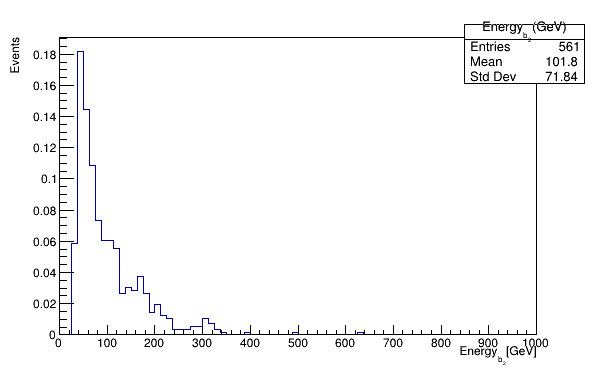 Energy_b_2(GeV)
Entries 561
Mean 101.8
Std Dev 71.84
Events
0.18
0.16
0.14
0.12
0.1
0.08
0.06
0.04
0.02
0
0 100 200 300 400 500 600 700 800 900 1000
Energy_b_2[GeV]